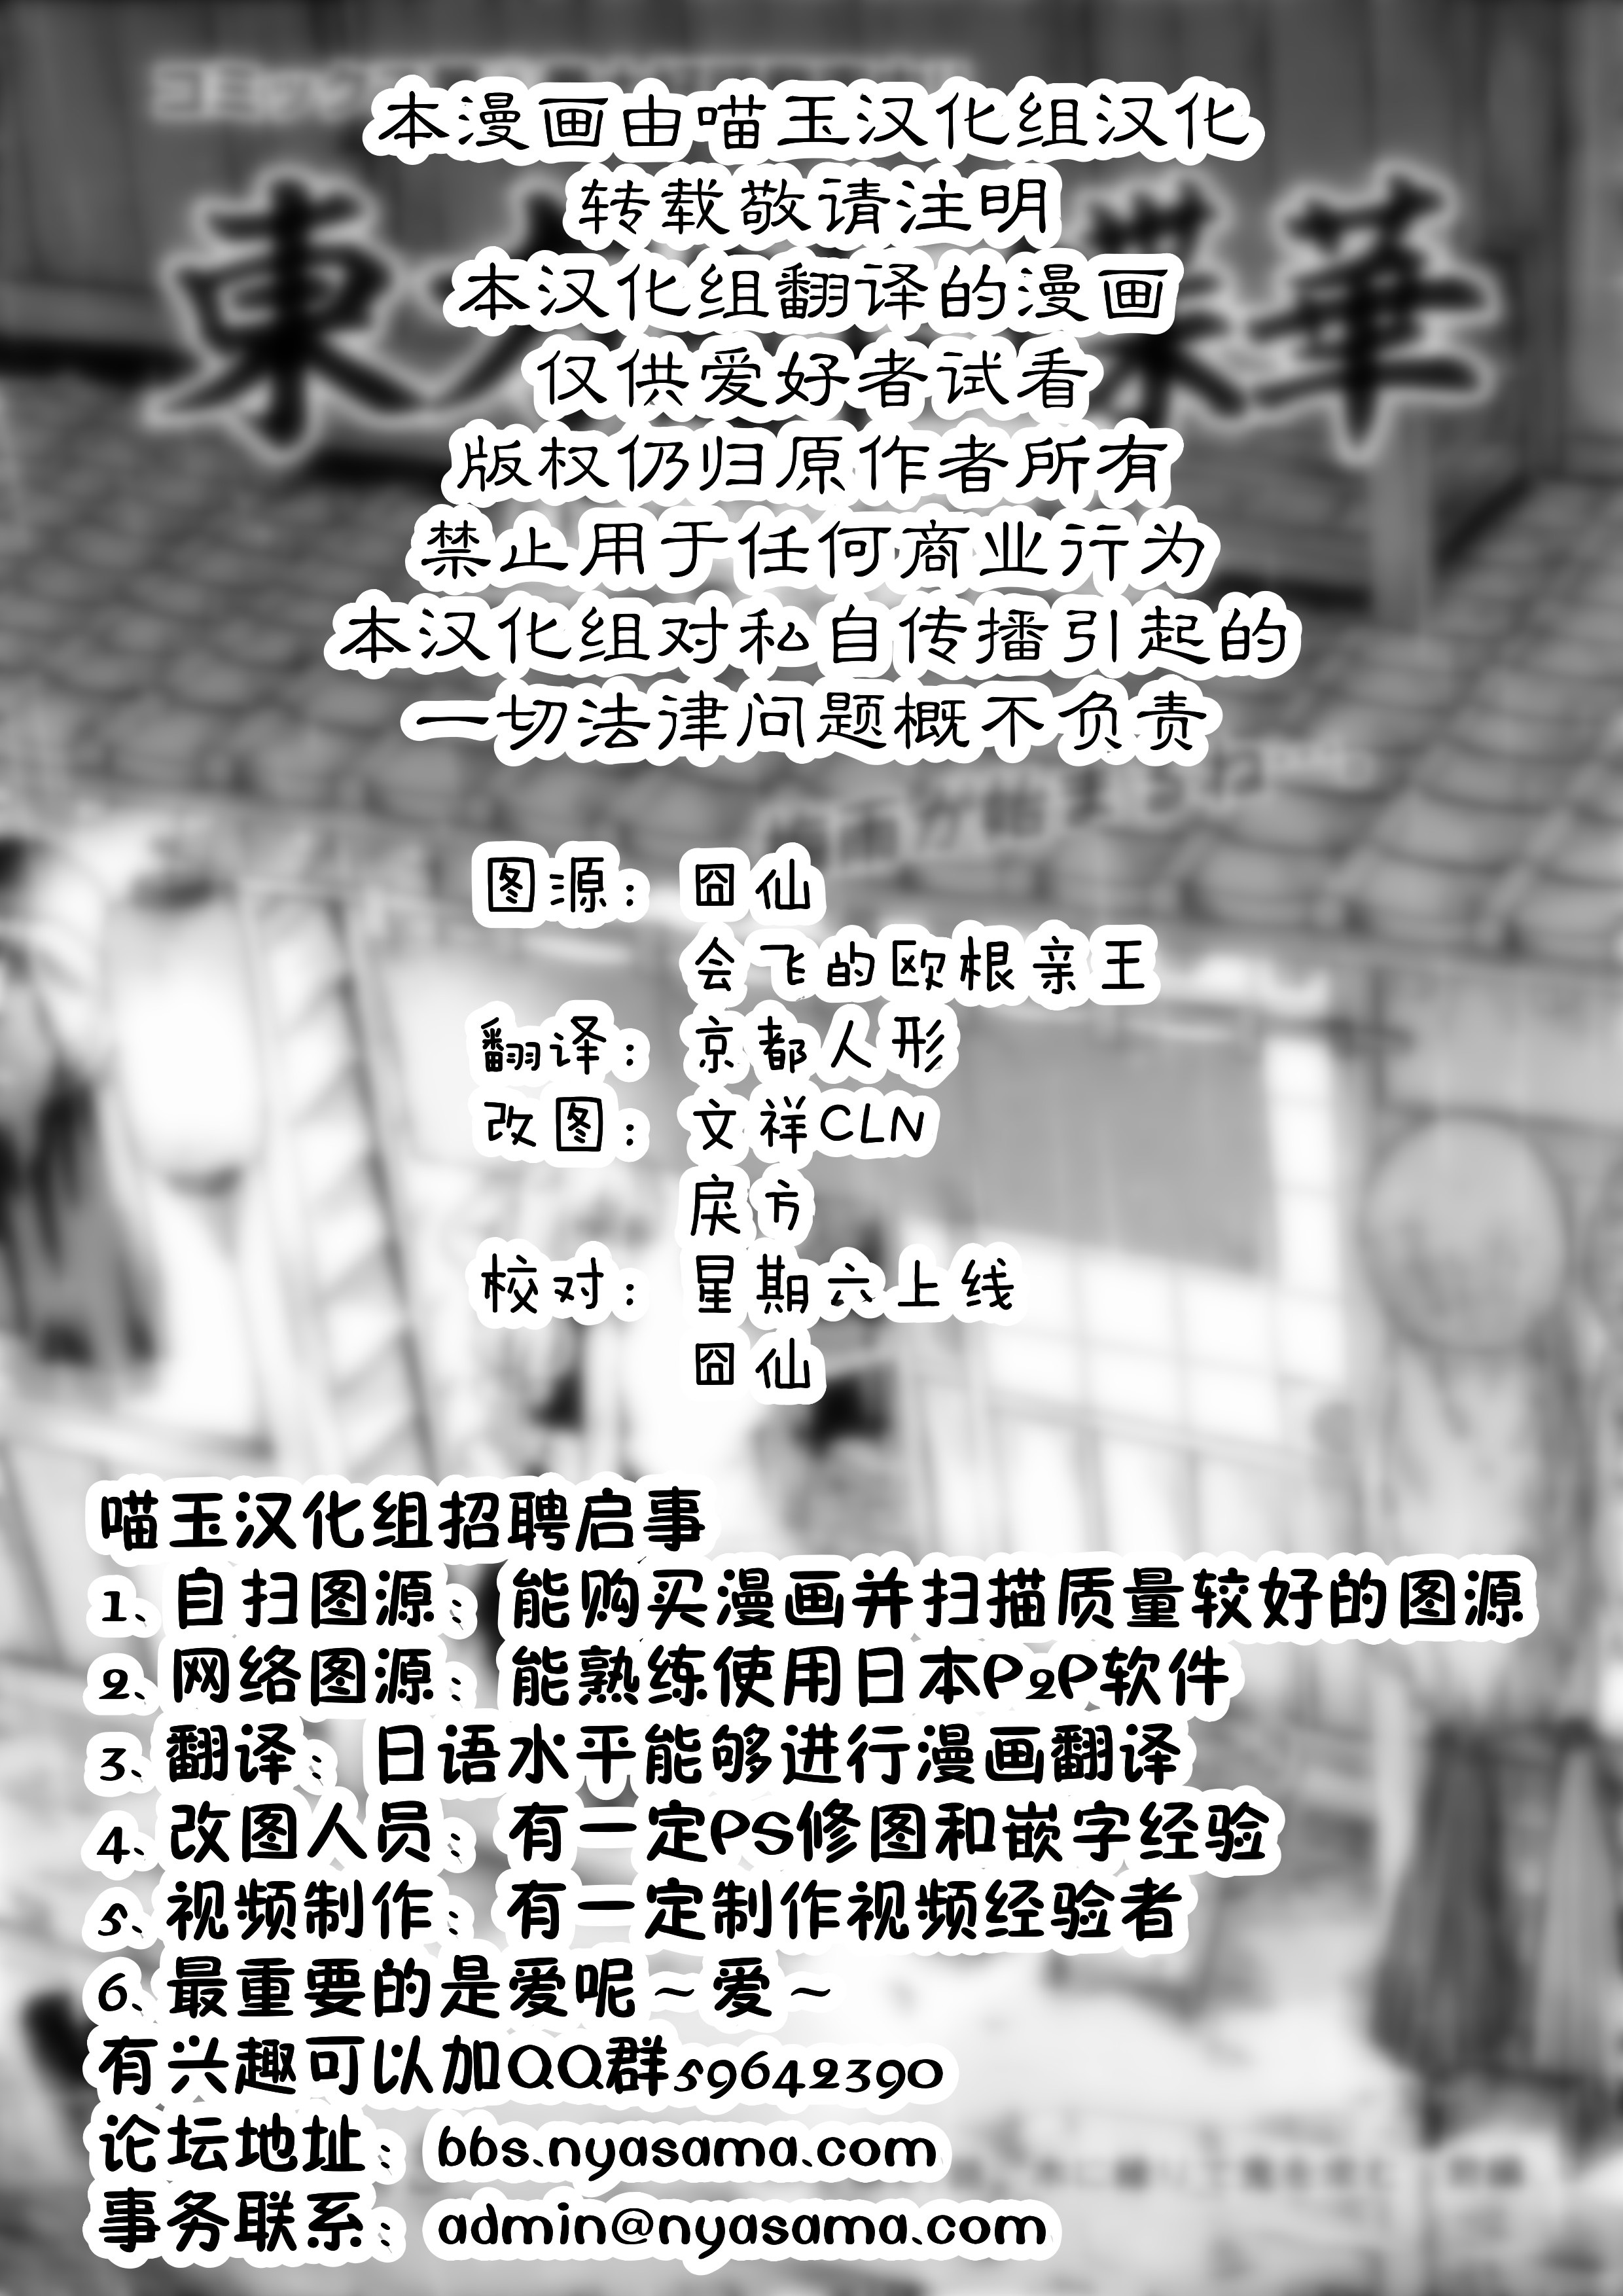 本漫画由喵玉汉化组汉化
转载敬请注明
本汉化组翻译的漫画
仅供爱好者试看
版权仍归原作者所有
禁止用于任何商业行为
本汉化组对私自传播引起的
一切法律问题概不负责
图源：囧仙
会飞的欧根亲王
翻译：京都人形
改图：文祥CLN
戾方
校对：星期六上线
囧仙
喵玉汉化组招聘启事
1、自扫图源：能购买漫画并扫描质量较好的图源
2、网络图源：能熟练使用日本P2P软件
3、翻译：日语水平能够进行漫画翻译
4、改图人员：有一定PS修图和嵌字经验
5、视频制作：有一定制作视频经验者
6、最重要的是爱呢～爱～
有兴趣可以加QQ群59642390
论坛地址：bbs.nyasama.com
事务联系：admin@nyasama.com